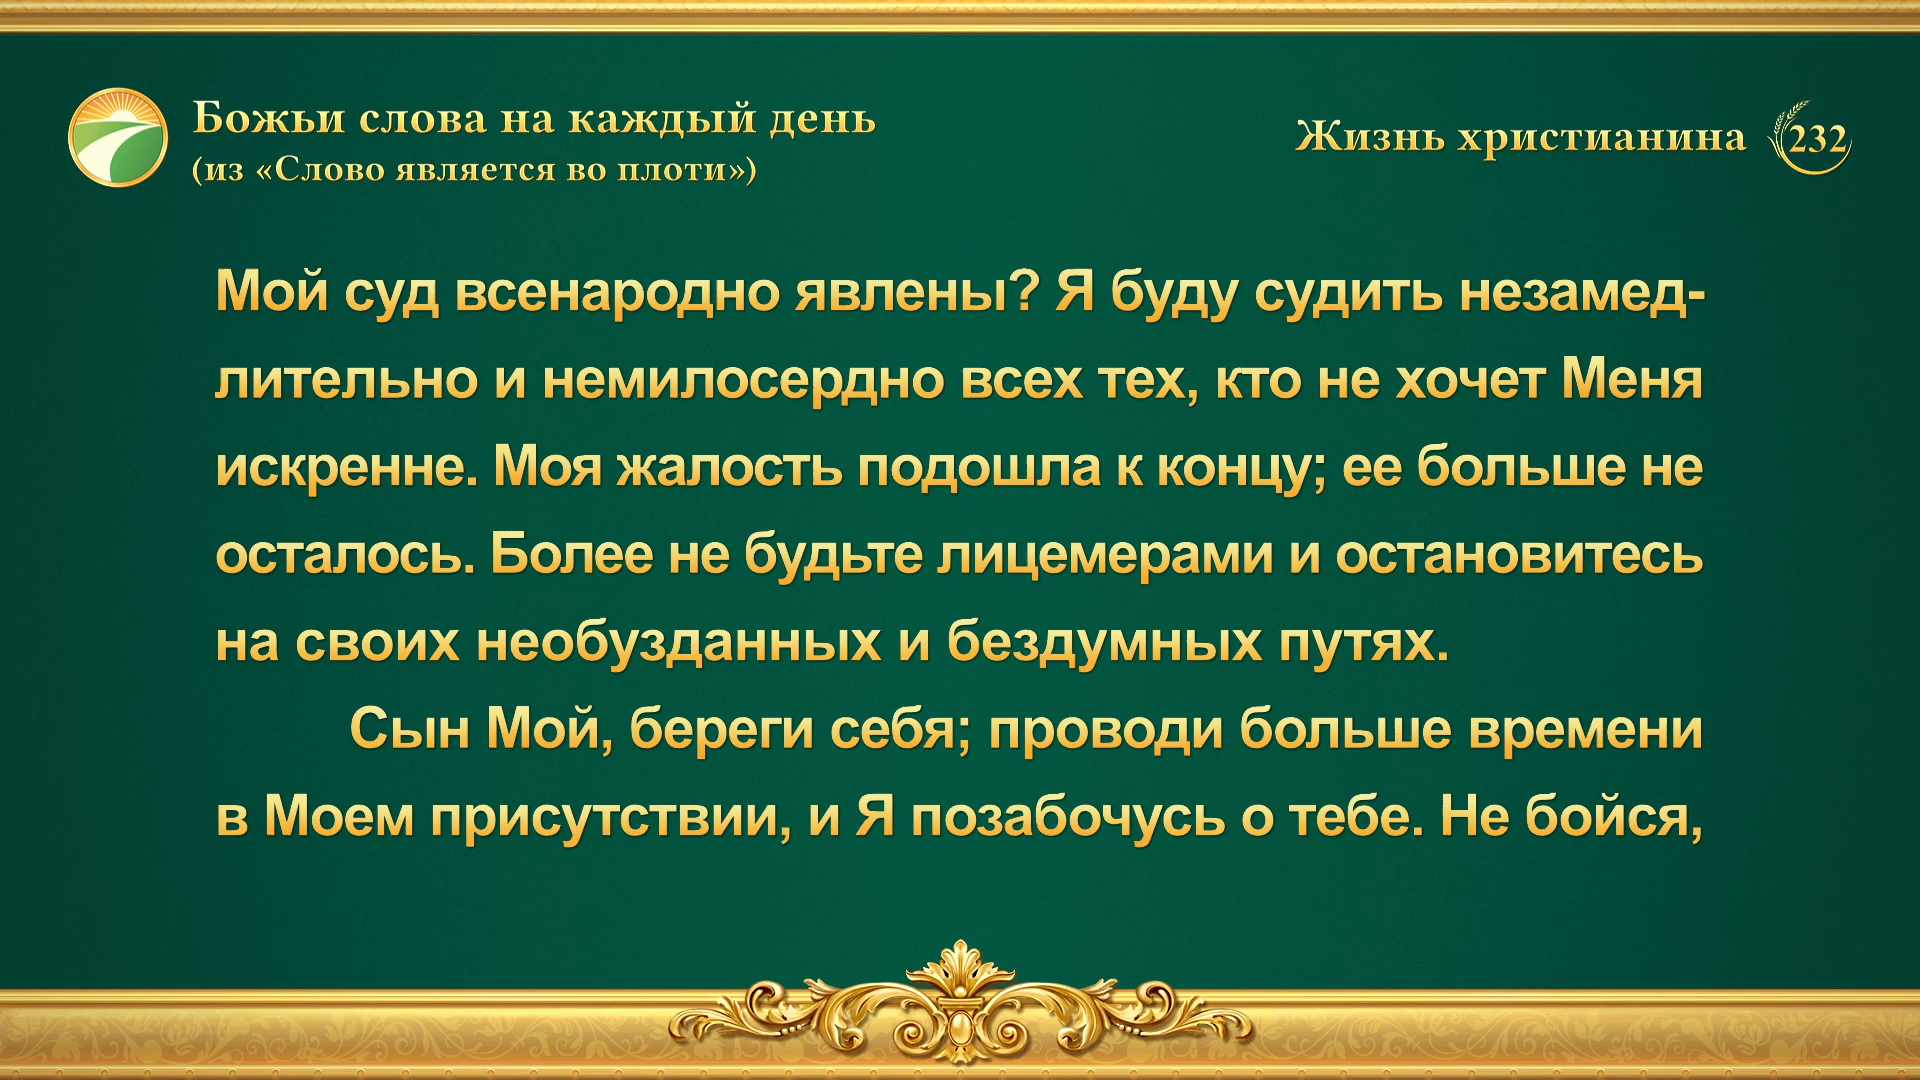 Божьи слова на каждый день
(из «Слово является во плоти»)
Жизнь христианина 232
Мой суд всенародно явлены? Я буду судить незамед-
лительно и немилосердно всех тех, кто не хочет Меня
искренне. Моя жалость подошла к концу; ее больше не
осталось. Более не будьте лицемерами и остановитесь
на своих необузданных и бездумных путях.
Сын Мой, береги себя; проводи больше времени
в Моем присутствии, и Я позабочусь о тебе. Не бойся,